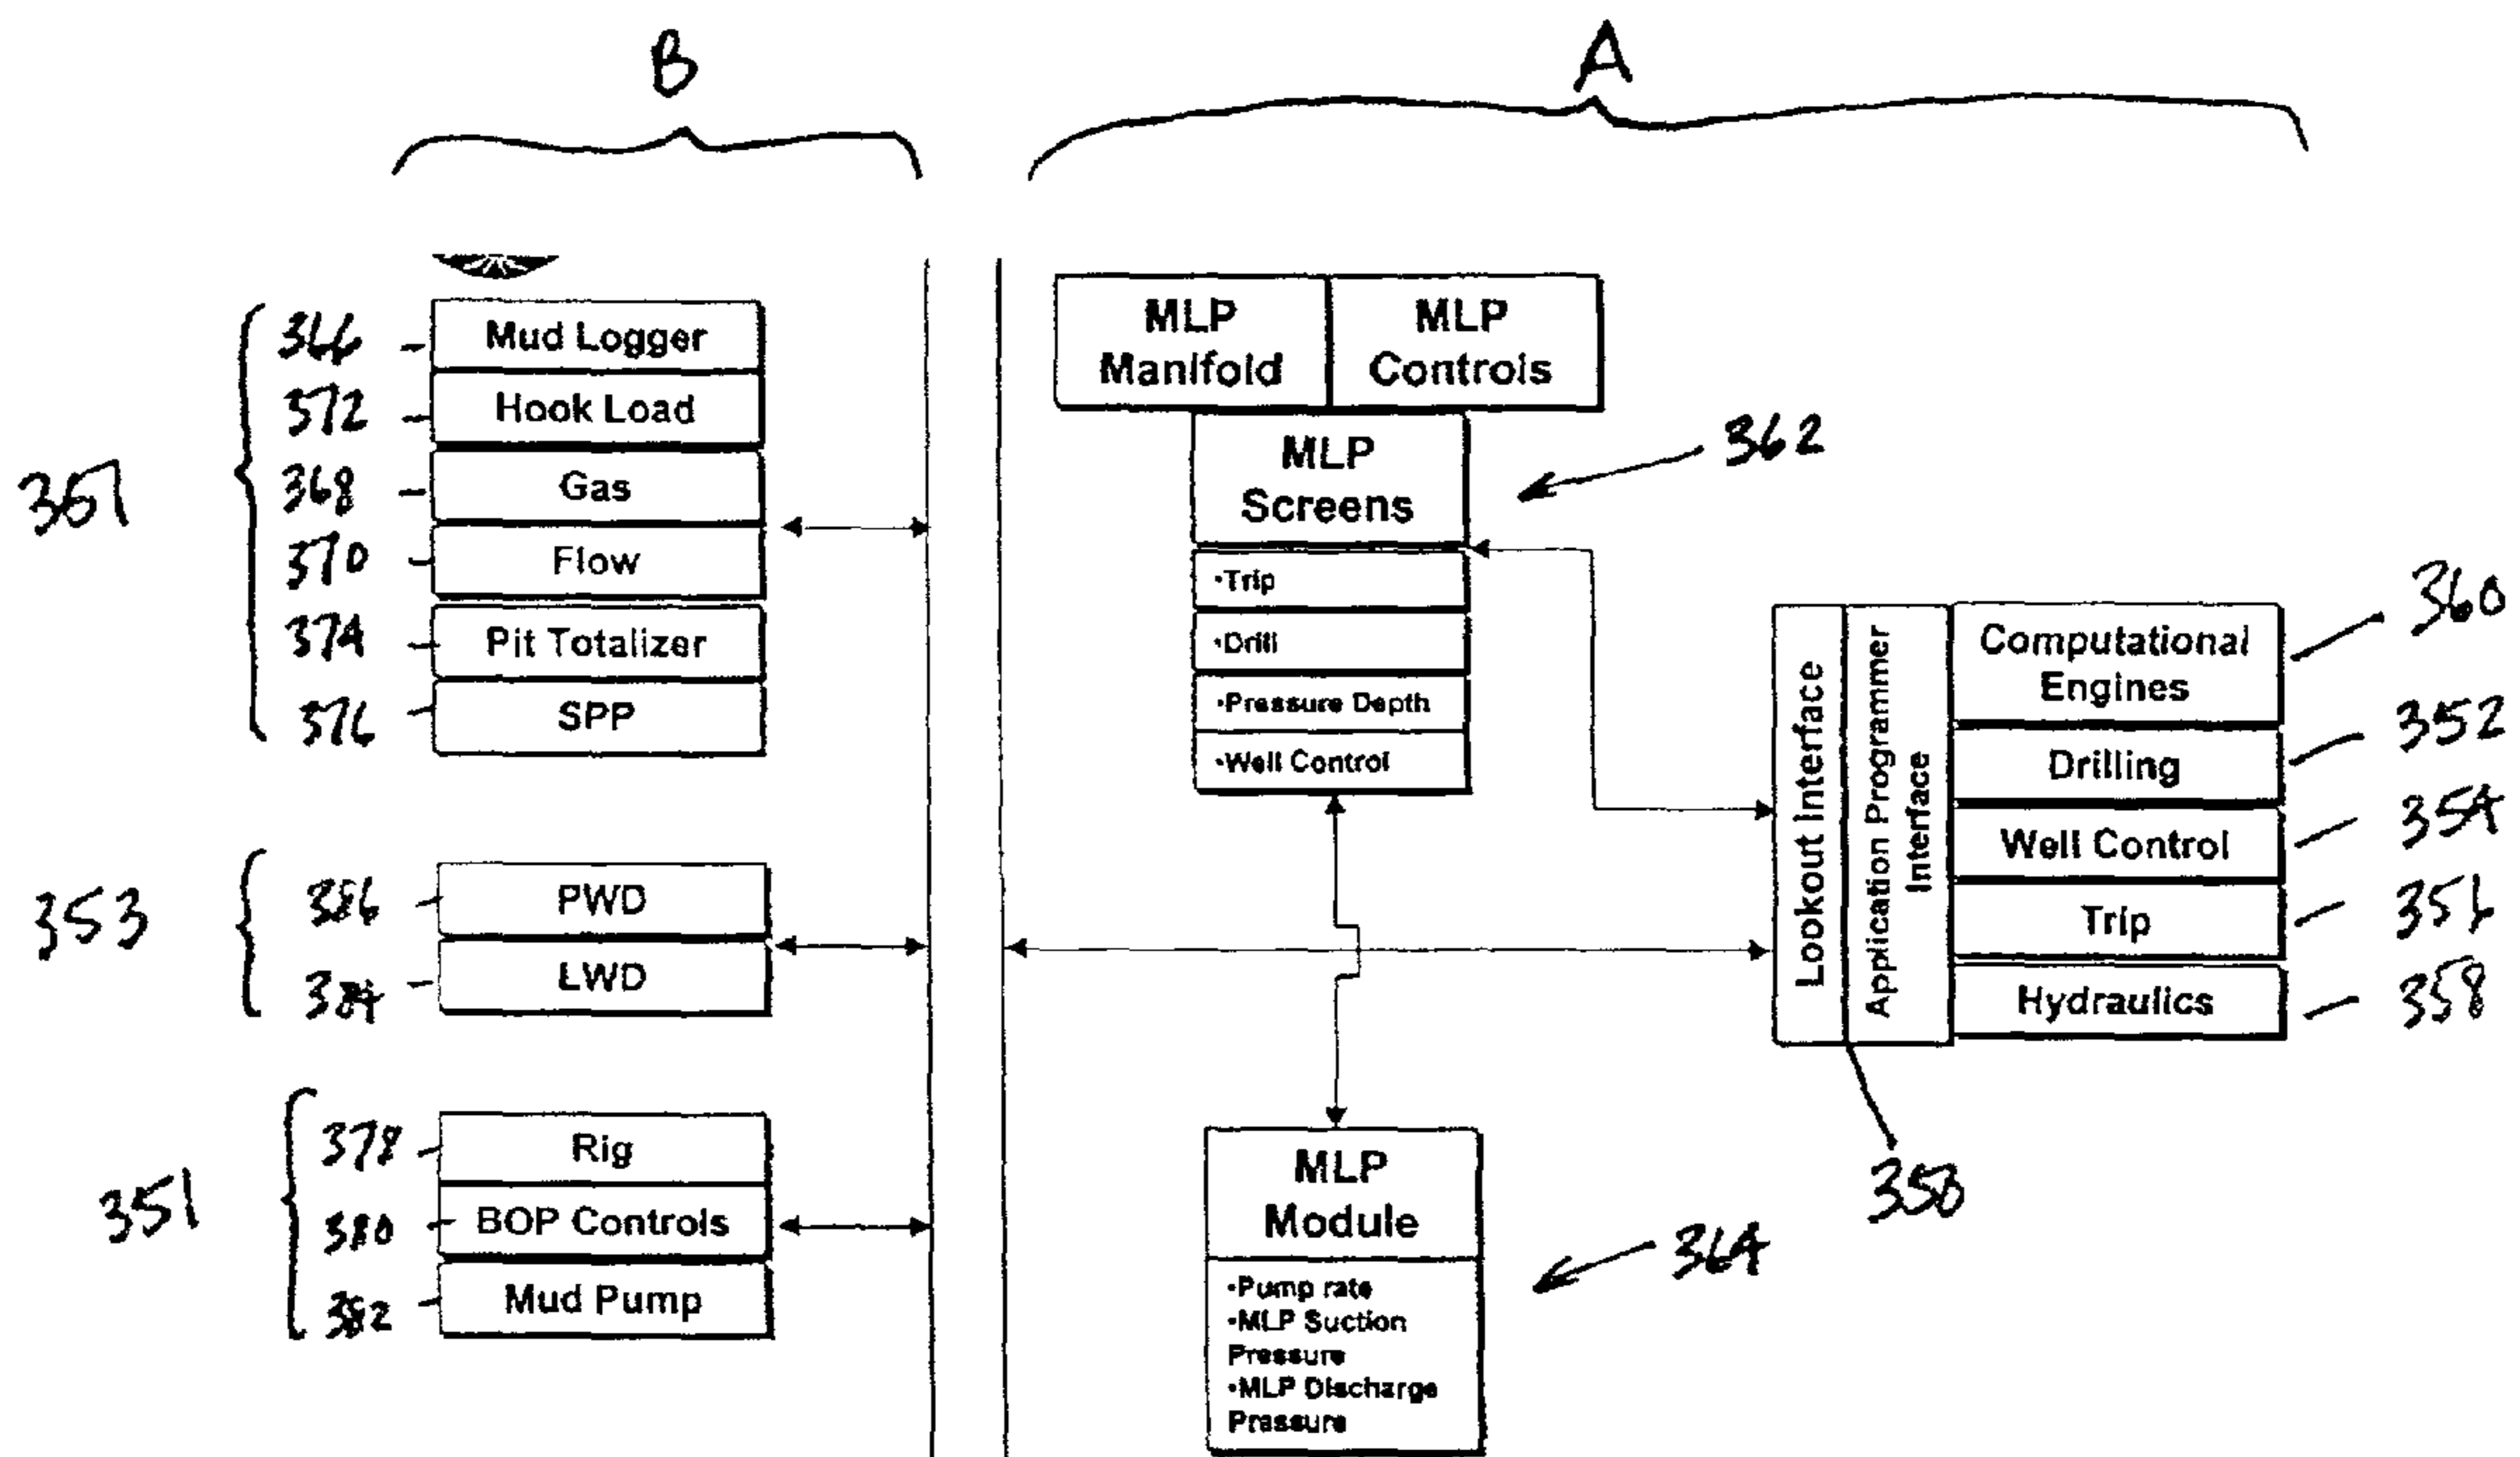 B
A
366
Mud Logger
372
Hook Load
368
Gas
370
Flow
374
Pit Totalizer
376
SPP
367
353
386
PWD
384
LWD
351
378
Rig
380
BOP Controls
382
Mud Pump
MLP
Manifold
MLP
Controls
MLP
Screens
362
·Trip
·Drill
·Pressure Depth
·Well Control
MLP
Module
364
·Pump rate
·MLP Suction
Pressure
·MLP Discharge
Pressure
Lookout Interface
Application Programmer
Interface
350
Computational
Engines
360
Drilling
352
Well Control
354
Trip
356
Hydraulics
358